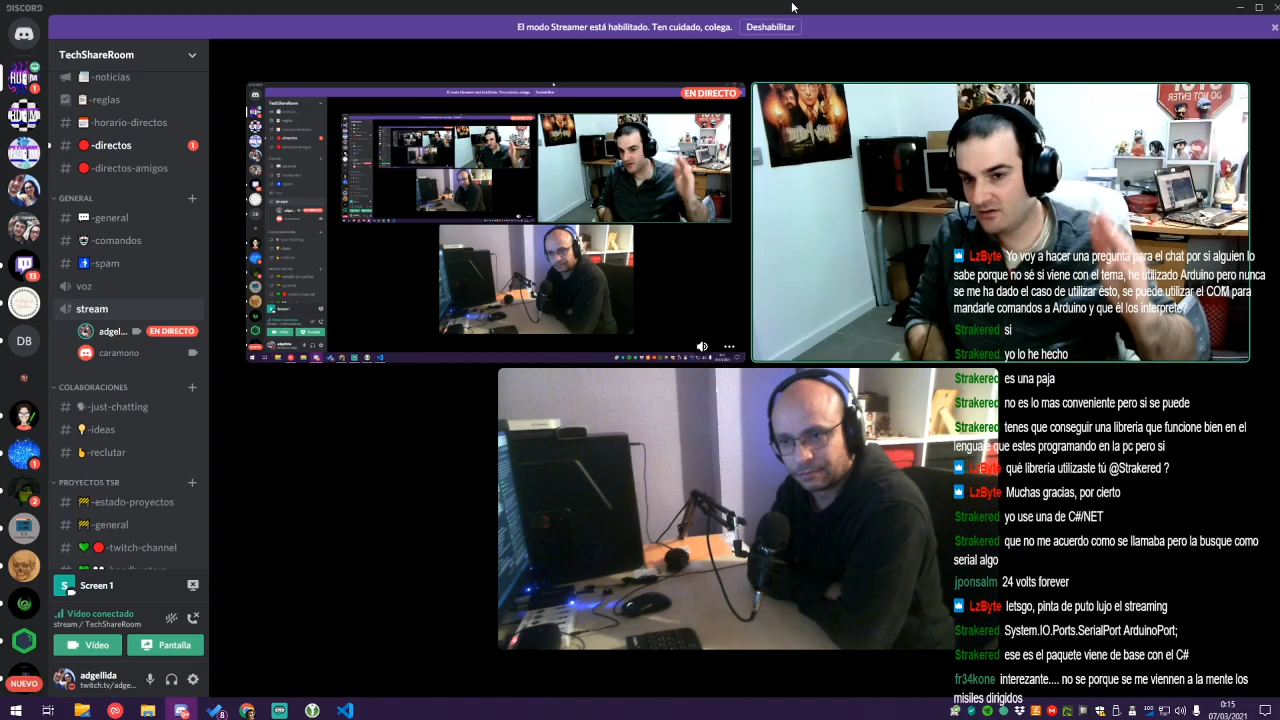 DISCORD
El modo Streamer está habilitado. Ten cuidado, colega.
Deshabilitar
TechShareRoom
-noticias
-reglas
-horario-directos
-directos
1
-directos-amigos
GENERAL
-general
-comandos
-spam
voz
stream
adgel...
EN DIRECTO
caramono
COLABORACIONES
-just-chatting
-ideas
-reclutar
PROYECTOS TSR
-estado-proyectos
-general
-twitch-channel
1
13
DB
1
2
NUEVO
S
Screen 1
Vídeo conectado
stream / TechShareRoom
Vídeo
Pantalla
adgellida
twitch.tv/adge...
EN DIRECTO
DO NOT ENTER
LzByte Yo voy a hacer una pregunta para el chat por si alguien lo
sabe porque no sé si viene con el tema, he utilizado Arduino pero nunca
se me ha dado el caso de utilizar ésto, se puede utilizar el COM para
mandarle comandos a Arduino y que él los interprete?
Strakered si
Strakered yo lo he hecho
Strakered es una paja
Strakered no es lo mas conveniente pero si se puede
Strakered tenes que conseguir una libreria que funcione bien en el
lenguaje que estes programando en la pc pero si
LzByte qué librería utilizaste tú @Strakered ?
LzByte Muchas gracias, por cierto
Strakered yo use una de C#/NET
Strakered que no me acuerdo como se llamaba pero la busque como
serial algo
jponsalm 24 volts forever
LzByte letsgo, pinta de puto lujo el streaming
Strakered System.IO.Ports.SerialPort ArduinoPort;
Strakered ese es el paquete viene de base con el C#
fr34kone interezante.... no se porque se me viennen a la mente los
misiles dirigidos
0:15
07/03/2021